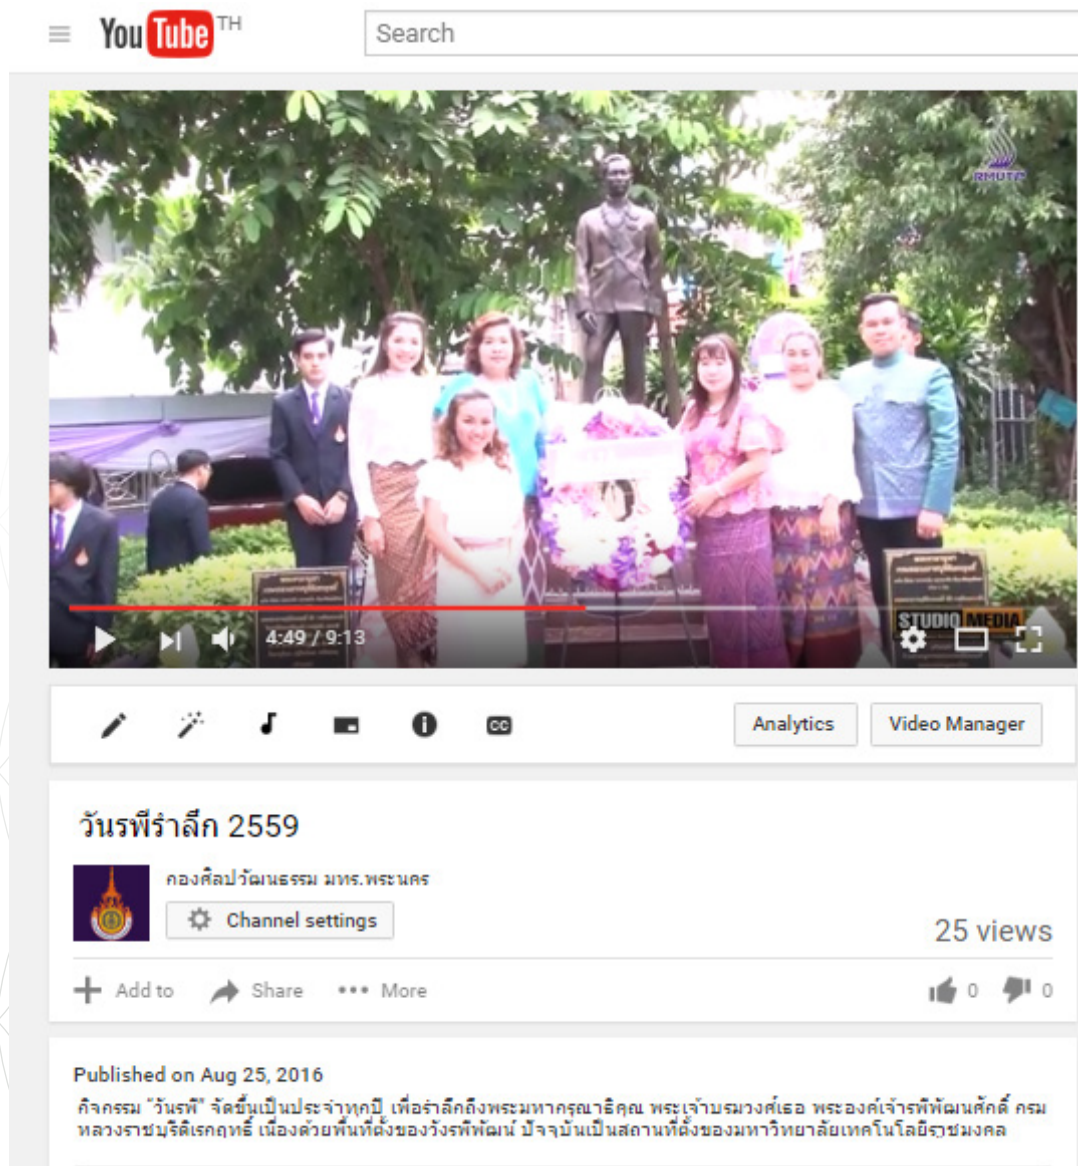 YouTube TH
Search
RMUTP
STUDIO MEDIA
4:49 / 9:13
CC
Analytics
Video Manager
วันรพีรำลึก 2559
กองศิลปวัฒนธรรม มทร.พระนคร
Channel settings
25 views
Add to
Share
More
0
0
Published on Aug 25, 2016
กิจกรรม "วันรพี" จัดขึ้นเป็นประจำทุกปี เพื่อรำลึกถึงพระมหากรุณาธิคุณ พระเจ้าบรมวงศ์เธอ พระองค์เจ้ารพีพัฒนศักดิ์ กรม
หลวงราชบุรีดิเรกฤทธิ์ เนื่องด้วยพื้นที่ตั้งของวังรพีพัฒน์ ปัจจุบันเป็นสถานที่ตั้งของมหาวิทยาลัยเทคโนโลยีราชมงคล